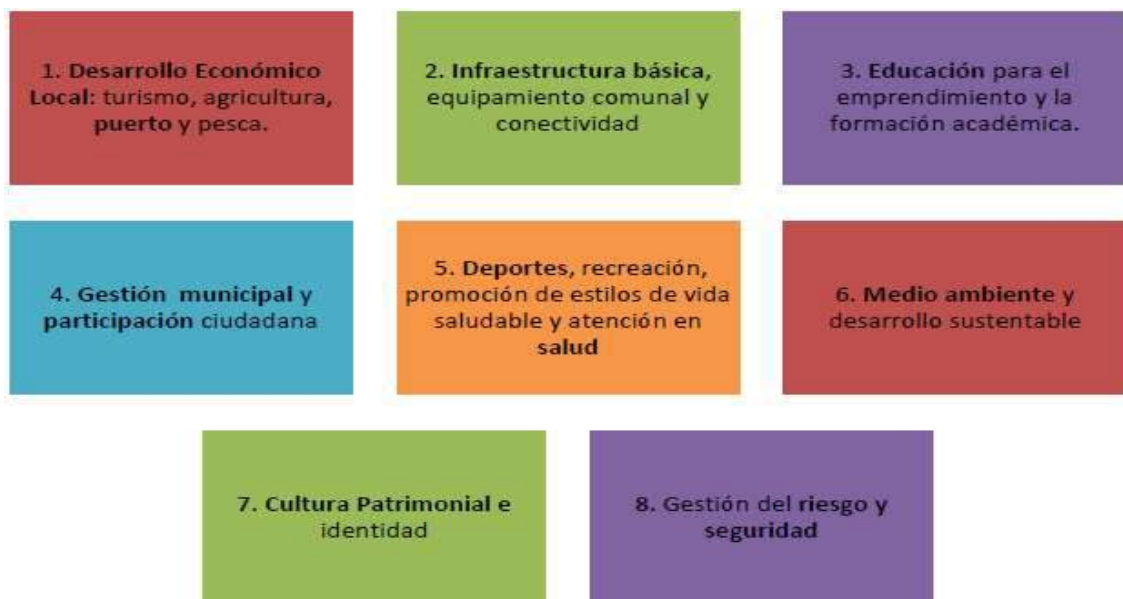 1. Desarrollo Económico
Local: turismo, agricultura,
puerto y pesca.
2. Infraestructura básica,
equipamiento comunal y
conectividad
3. Educación para el
emprendimiento y la
formación académica.
4. Gestión municipal y
participación ciudadana
5. Deportes, recreación,
promoción de estilos de vida
saludable y atención en
salud
6. Medio ambiente y
desarrollo sustentable
7. Cultura Patrimonial e
identidad
8. Gestión del riesgo y
seguridad